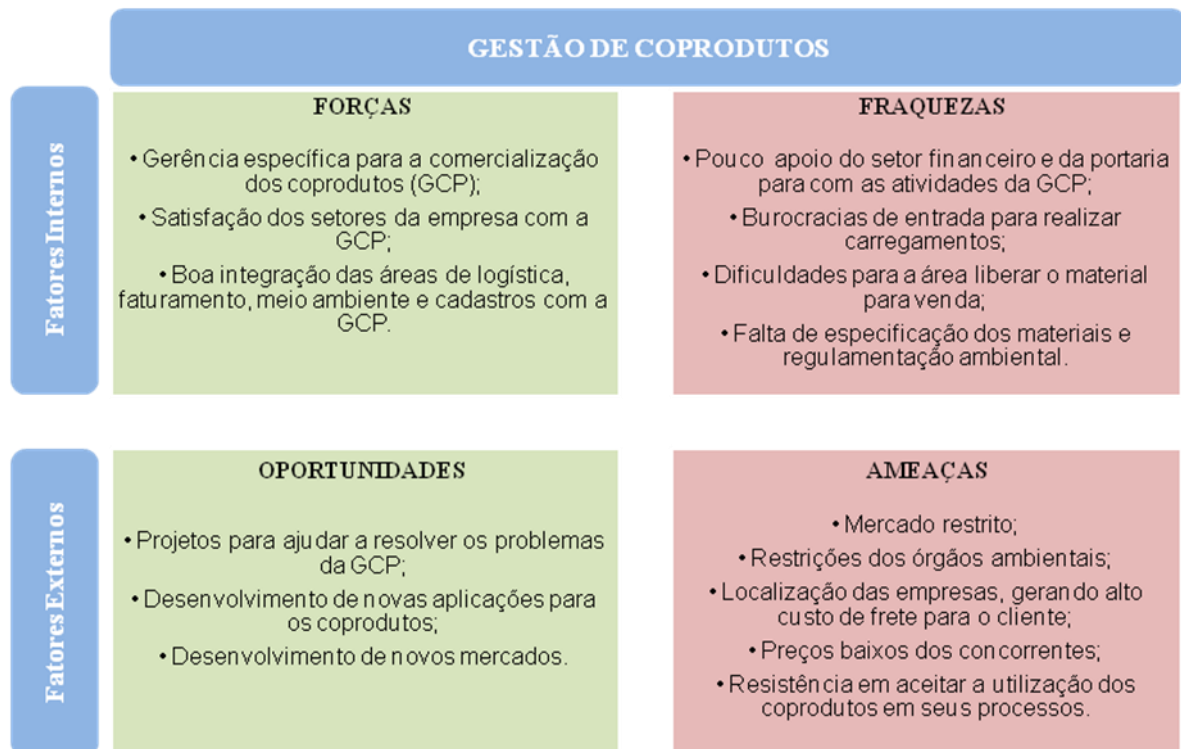 GESTÃO DE COPRODUTOS
Fatores Internos
FORÇAS
• Gerência específica para a comercialização
dos coprodutos (GCP);
• Satisfação dos setores da empresa com a
GCP;
• Boa integração das áreas de logística,
faturamento, meio ambiente e cadastros com a
GCP.
FRAQUEZAS
• Pouco apoio do setor financeiro e da portaria
para com as atividades da GCP;
• Burocracias de entrada para realizar
carregamentos;
• Dificuldades para a área liberar o material
para venda;
• Falta de especificação dos materiais e
regulamentação ambiental.
Fatores Externos
OPORTUNIDADES
• Projetos para ajudar a resolver os problemas
da GCP;
• Desenvolvimento de novas aplicações para
os coprodutos;
• Desenvolvimento de novos mercados.
AMEAÇAS
• Mercado restrito;
• Restrições dos órgãos ambientais;
• Localização das empresas, gerando alto
custo de frete para o cliente;
• Preços baixos dos concorrentes;
• Resistência em aceitar a utilização dos
coprodutos em seus processos.